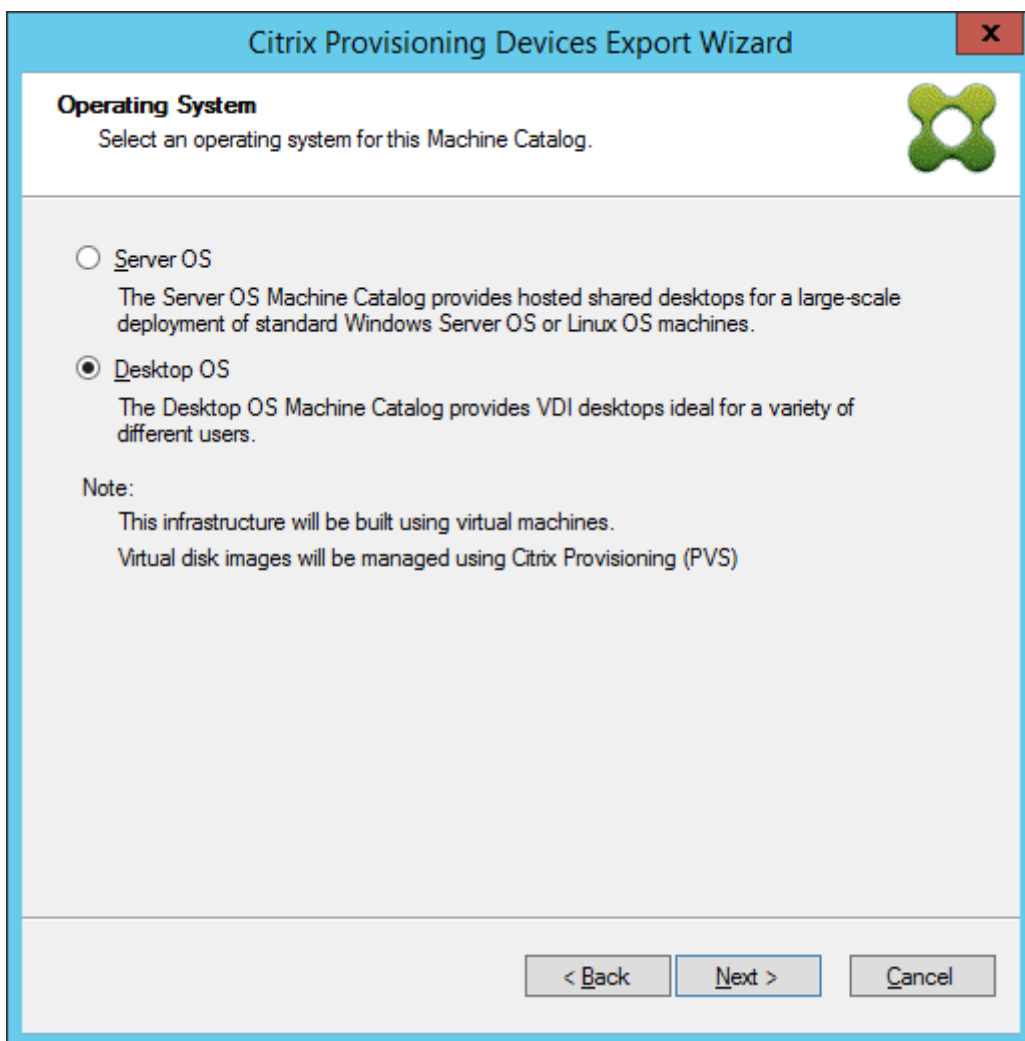 Citrix Provisioning Devices Export Wizard
x
Operating System
Select an operating system for this Machine Catalog.
Server OS
The Server OS Machine Catalog provides hosted shared desktops for a large-scale
deployment of standard Windows Server OS or Linux OS machines.
Desktop OS
The Desktop OS Machine Catalog provides VDI desktops ideal for a variety of
different users.
Note:
This infrastructure will be built using virtual machines.
Virtual disk images will be managed using Citrix Provisioning (PVS)
< Back Next > Cancel